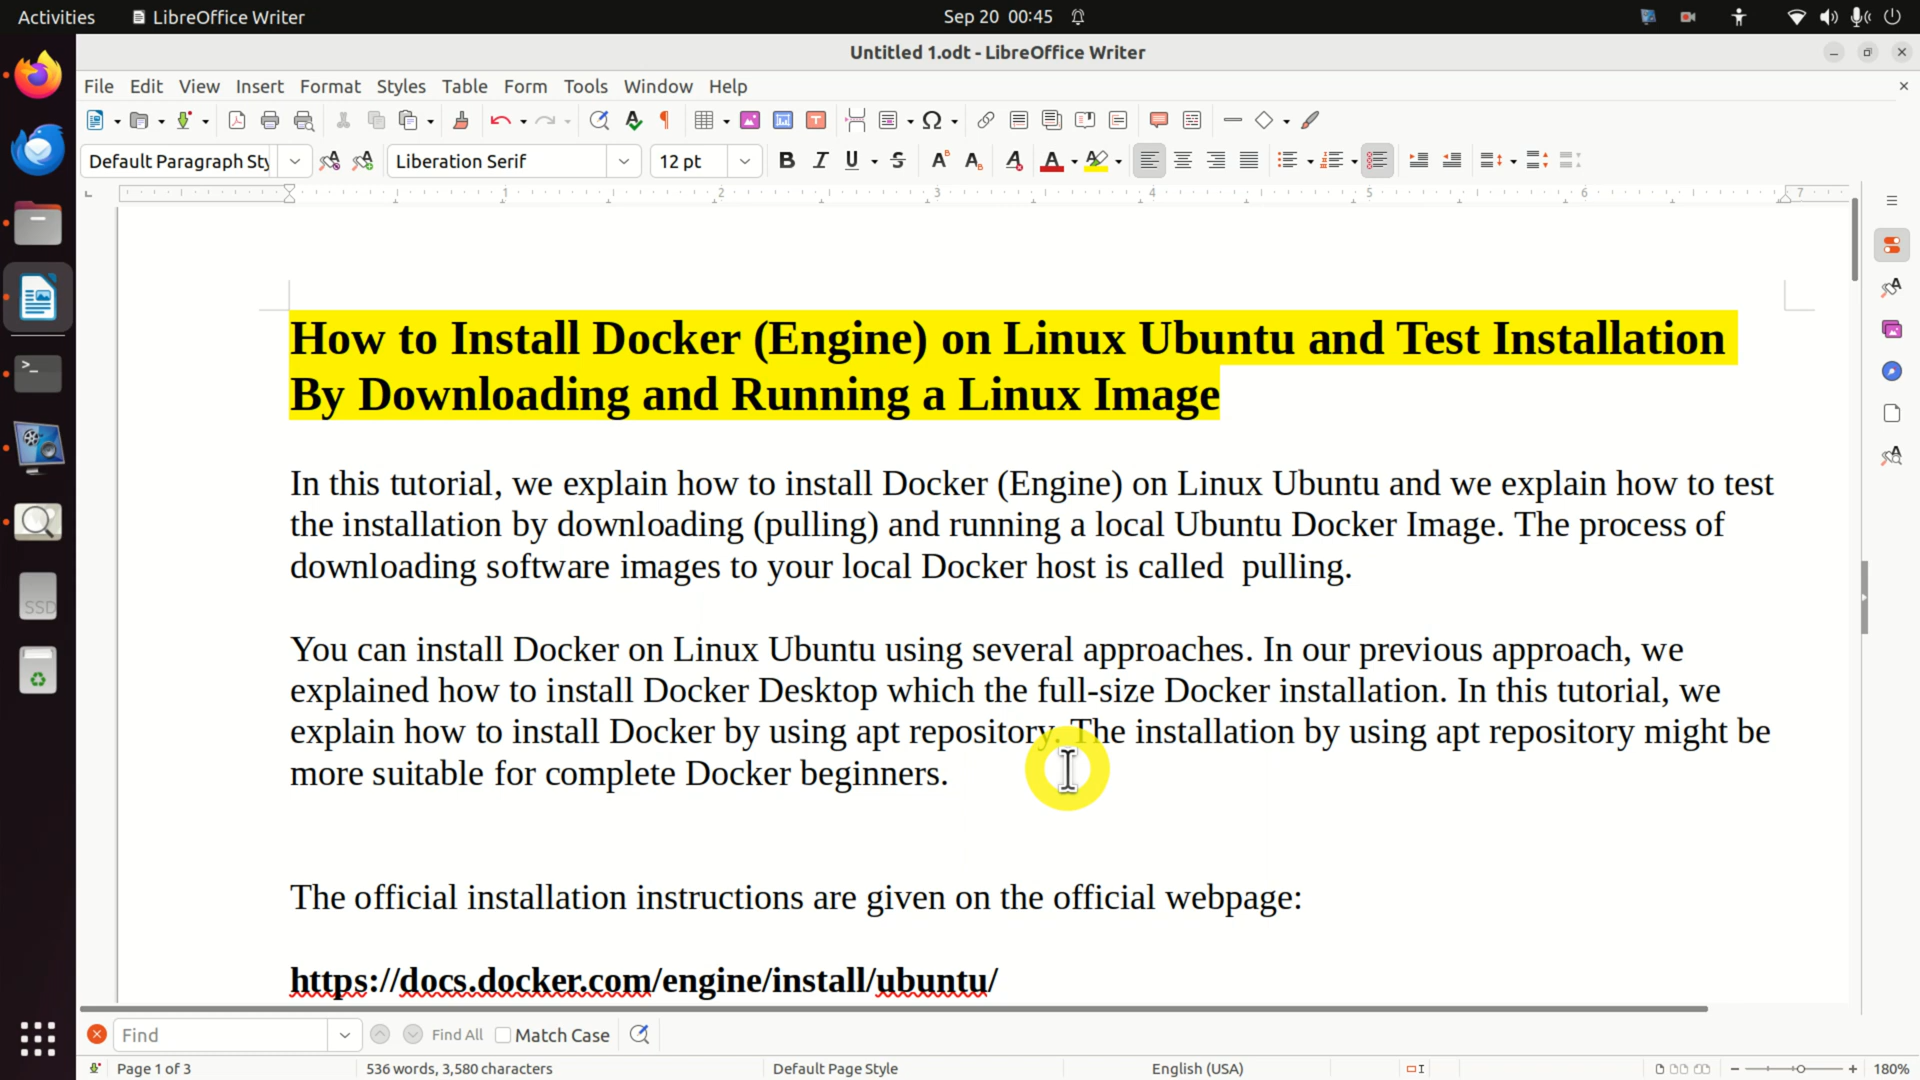 Activities LibreOffice Writer Sep 20 00:45
Untitled 1.odt - LibreOffice Writer
File Edit View Insert Format Styles Table Form Tools Window Help
Default Paragraph Sty Liberation Serif 12 pt
1 2 3 4 5 6 7
How to Install Docker (Engine) on Linux Ubuntu and Test Installation
By Downloading and Running a Linux Image
In this tutorial, we explain how to install Docker (Engine) on Linux Ubuntu and we explain how to test
the installation by downloading (pulling) and running a local Ubuntu Docker Image. The process of
downloading software images to your local Docker host is called  pulling.
You can install Docker on Linux Ubuntu using several approaches. In our previous approach, we
explained how to install Docker Desktop which the full-size Docker installation. In this tutorial, we
explain how to install Docker by using apt repository. The installation by using apt repository might be
more suitable for complete Docker beginners.
The official installation instructions are given on the official webpage:
https://docs.docker.com/engine/install/ubuntu/
SSD
Find Find All Match Case
Page 1 of 3 536 words, 3,580 characters Default Page Style English (USA) 180%